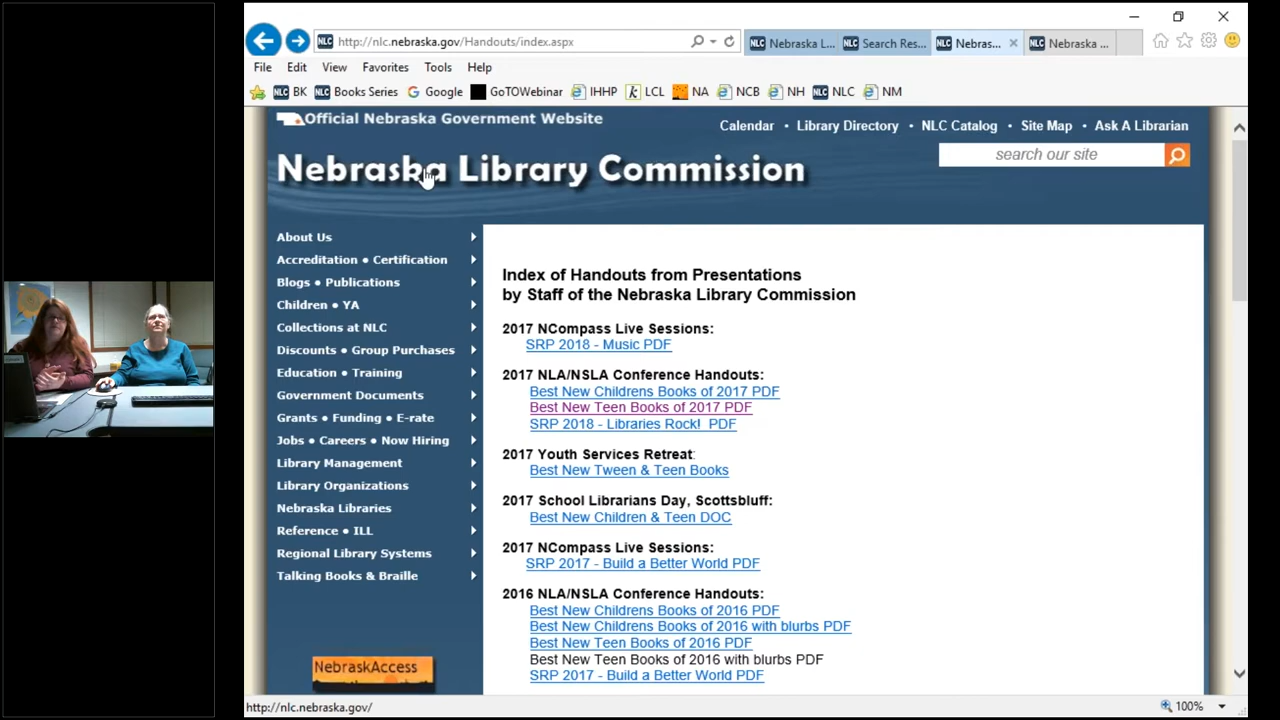 http://nlc.nebraska.gov/Handouts/index.aspx
Nebraska L...
Search Res...
Nebras...
Nebraska ...
File Edit View Favorites Tools Help
BK Books Series Google GoTOWebinar IHHP LCL NA NCB NH NLC NM
Official Nebraska Government Website
Calendar • Library Directory • NLC Catalog • Site Map • Ask A Librarian
Nebraska Library Commission
search our site
About Us
Accreditation • Certification
Blogs • Publications
Children • YA
Collections at NLC
Discounts • Group Purchases
Education • Training
Government Documents
Grants • Funding • E-rate
Jobs • Careers • Now Hiring
Library Management
Library Organizations
Nebraska Libraries
Reference • ILL
Regional Library Systems
Talking Books & Braille
NebraskAccess
Index of Handouts from Presentations
by Staff of the Nebraska Library Commission
2017 NCompass Live Sessions:
SRP 2018 - Music PDF
2017 NLA/NSLA Conference Handouts:
Best New Childrens Books of 2017 PDF
Best New Teen Books of 2017 PDF
SRP 2018 - Libraries Rock! PDF
2017 Youth Services Retreat:
Best New Tween & Teen Books
2017 School Librarians Day, Scottsbluff:
Best New Children & Teen DOC
2017 NCompass Live Sessions:
SRP 2017 - Build a Better World PDF
2016 NLA/NSLA Conference Handouts:
Best New Childrens Books of 2016 PDF
Best New Childrens Books of 2016 with blurbs PDF
Best New Teen Books of 2016 PDF
Best New Teen Books of 2016 with blurbs PDF
SRP 2017 - Build a Better World PDF
http://nlc.nebraska.gov/
100%